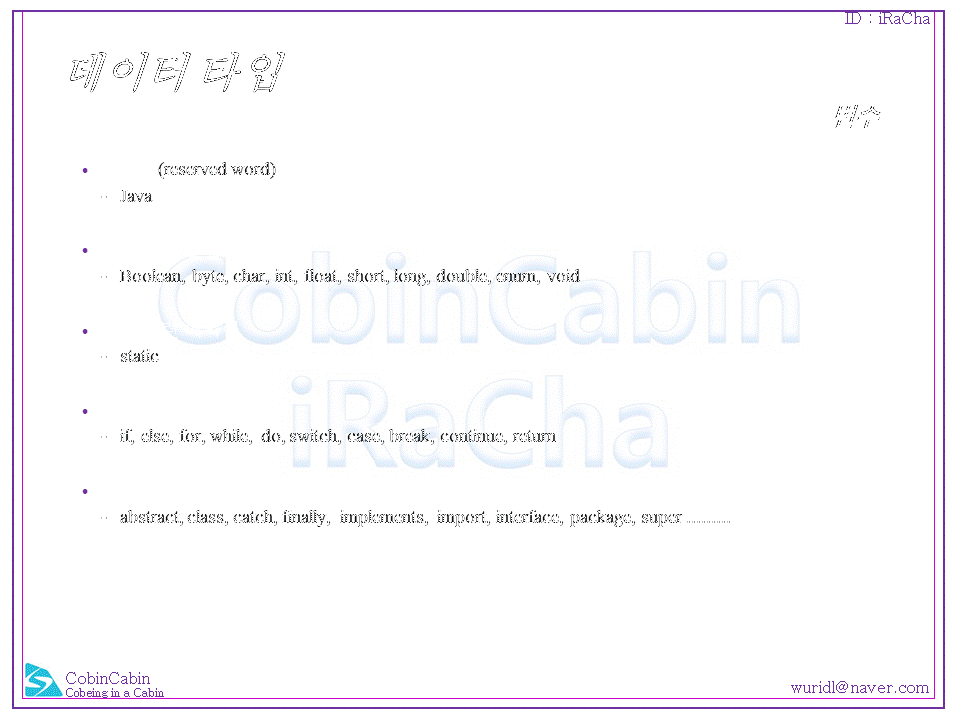 ID : iRaCha
데이터 타입
변수
• (reserved word)
– Java
•
– Boolean, byte, char, int, float, short, long, double, enum, void
•
– static
•
– if, else, for, while, do, switch, case, break, continue, return
•
– abstract, class, catch, finally, implements, import, interface, package, super ...........
CobinCabin
iRaCha
CobinCabin
Cobeing in a Cabin
wuridl@naver.com